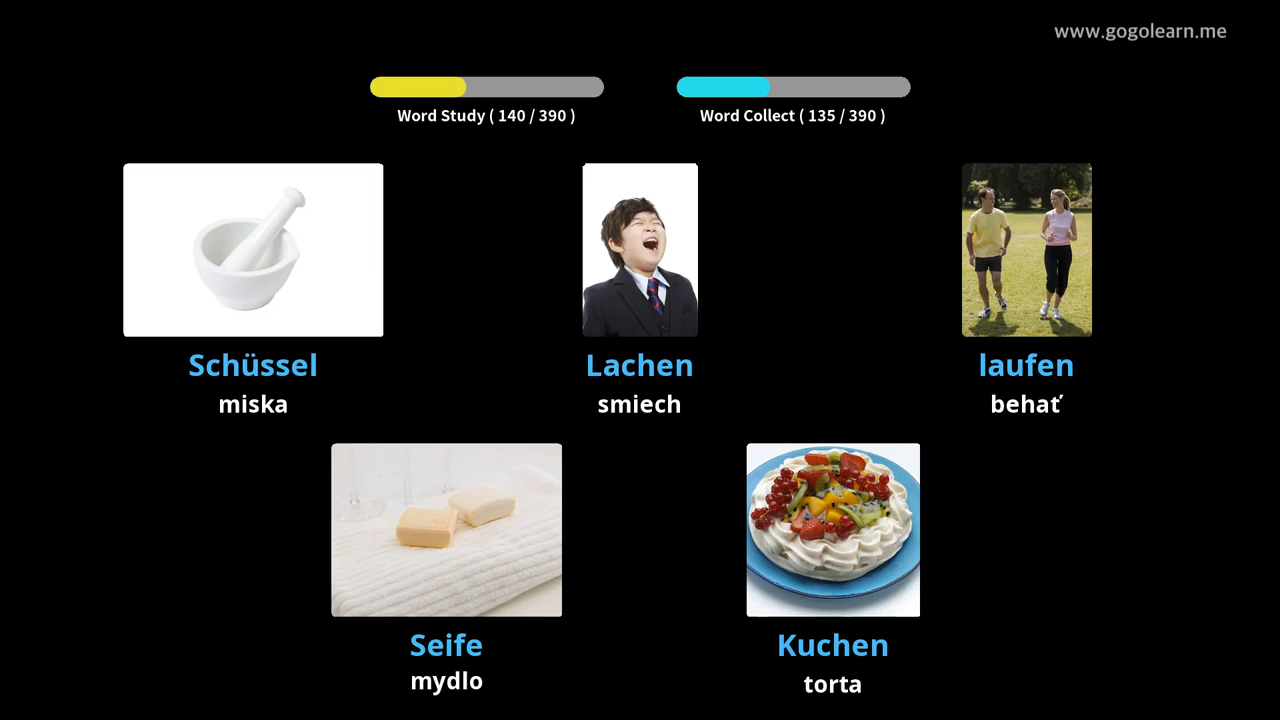 www.gogolearn.me
Word Study ( 140 / 390 )
Word Collect ( 135 / 390 )
Schüssel
miska
Lachen
smiech
laufen
behať
Seife
mydlo
Kuchen
torta